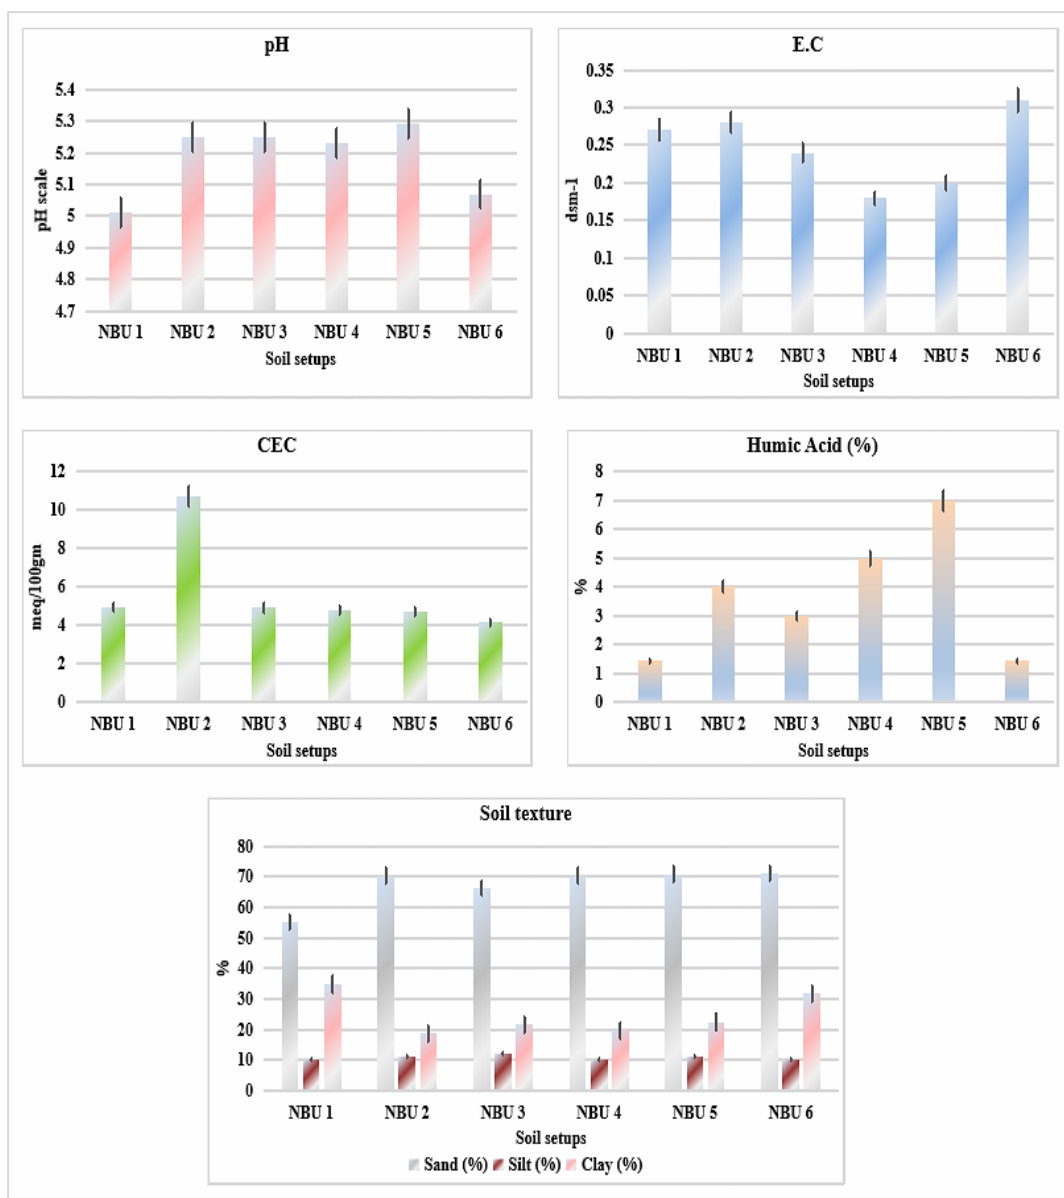 pH
5.4
5.3
5.2
5.1
5
4.9
4.8
4.7
pH scale
NBU 1 NBU 2 NBU 3 NBU 4 NBU 5 NBU 6
Soil setups
E.C
0.35
0.3
0.25
0.2
0.15
0.1
0.05
0
dsm-1
NBU 1 NBU 2 NBU 3 NBU 4 NBU 5 NBU 6
Soil setups
CEC
12
10
8
6
4
2
0
meq/100gm
NBU 1 NBU 2 NBU 3 NBU 4 NBU 5 NBU 6
Soil setups
Humic Acid (%)
8
7
6
5
4
3
2
1
0
%
NBU 1 NBU 2 NBU 3 NBU 4 NBU 5 NBU 6
Soil setups
Soil texture
80
70
60
50
40
30
20
10
0
%
NBU 1 NBU 2 NBU 3 NBU 4 NBU 5 NBU 6
Soil setups
Sand (%) Silt (%) Clay (%)